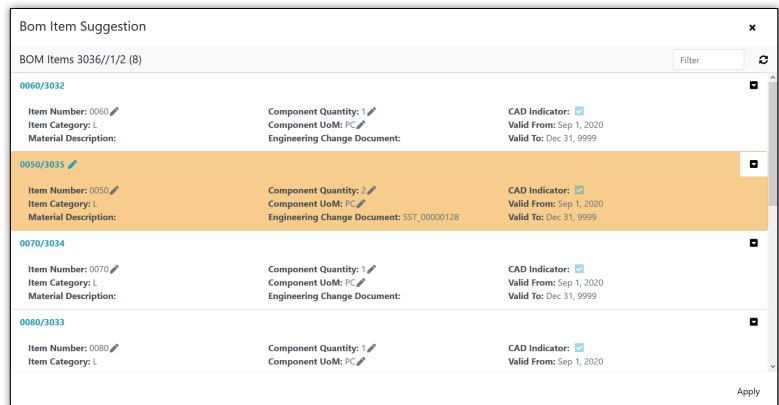 Bom Item Suggestion
×
BOM Items 3036//1/2 (8)
Filter
0060/3032
Item Number: 0060 Component Quantity: 1 CAD Indicator:
Item Category: L Component UoM: PC Valid From: Sep 1, 2020
Material Description: Engineering Change Document: Valid To: Dec 31, 9999
0050/3035
Item Number: 0050 Component Quantity: 2 CAD Indicator:
Item Category: L Component UoM: PC Valid From: Sep 1, 2020
Material Description: Engineering Change Document: SST_00000128 Valid To: Dec 31, 9999
0070/3034
Item Number: 0070 Component Quantity: 1 CAD Indicator:
Item Category: L Component UoM: PC Valid From: Sep 1, 2020
Material Description: Engineering Change Document: Valid To: Dec 31, 9999
0080/3033
Item Number: 0080 Component Quantity: 1 CAD Indicator:
Item Category: L Component UoM: PC Valid From: Sep 1, 2020
Apply